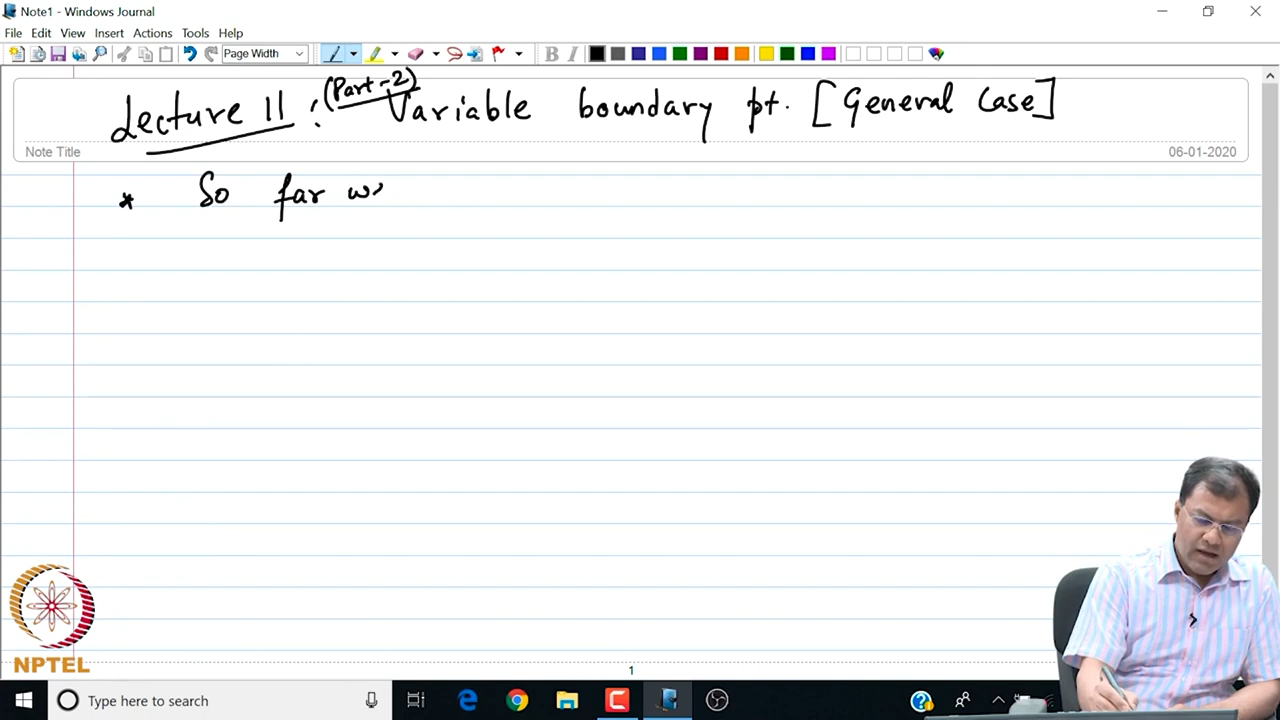 Note1 - Windows Journal
File Edit View Insert Actions Tools Help
Page Width B I
Lecture 11 : (Part-2) Variable boundary pt. [General Case]
Note Title 06-01-2020
* So far
NPTEL
1
Type here to search